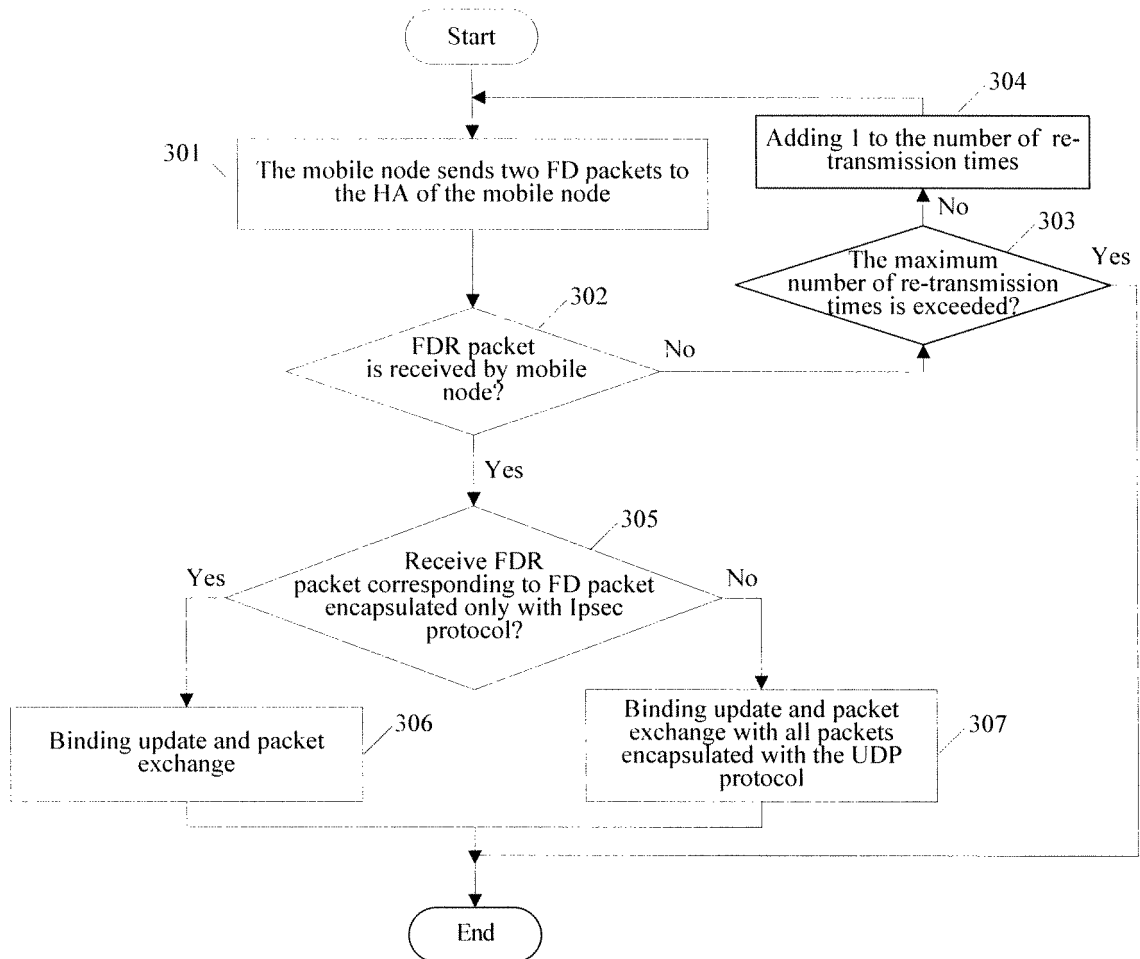 Start
304
Adding 1 to the number of re-
transmission times
301
The mobile node sends two FD packets to
the HA of the mobile node
No
303
Yes
The maximum
number of re-transmission
times is exceeded?
302
FDR packet
is received by mobile
node?
No
Yes
305
Receive FDR
packet corresponding to FD packet
encapsulated only with Ipsec
protocol?
Yes
No
Binding update and packet
exchange
306
Binding update and packet
exchange with all packets
encapsulated with the UDP
protocol
307
End